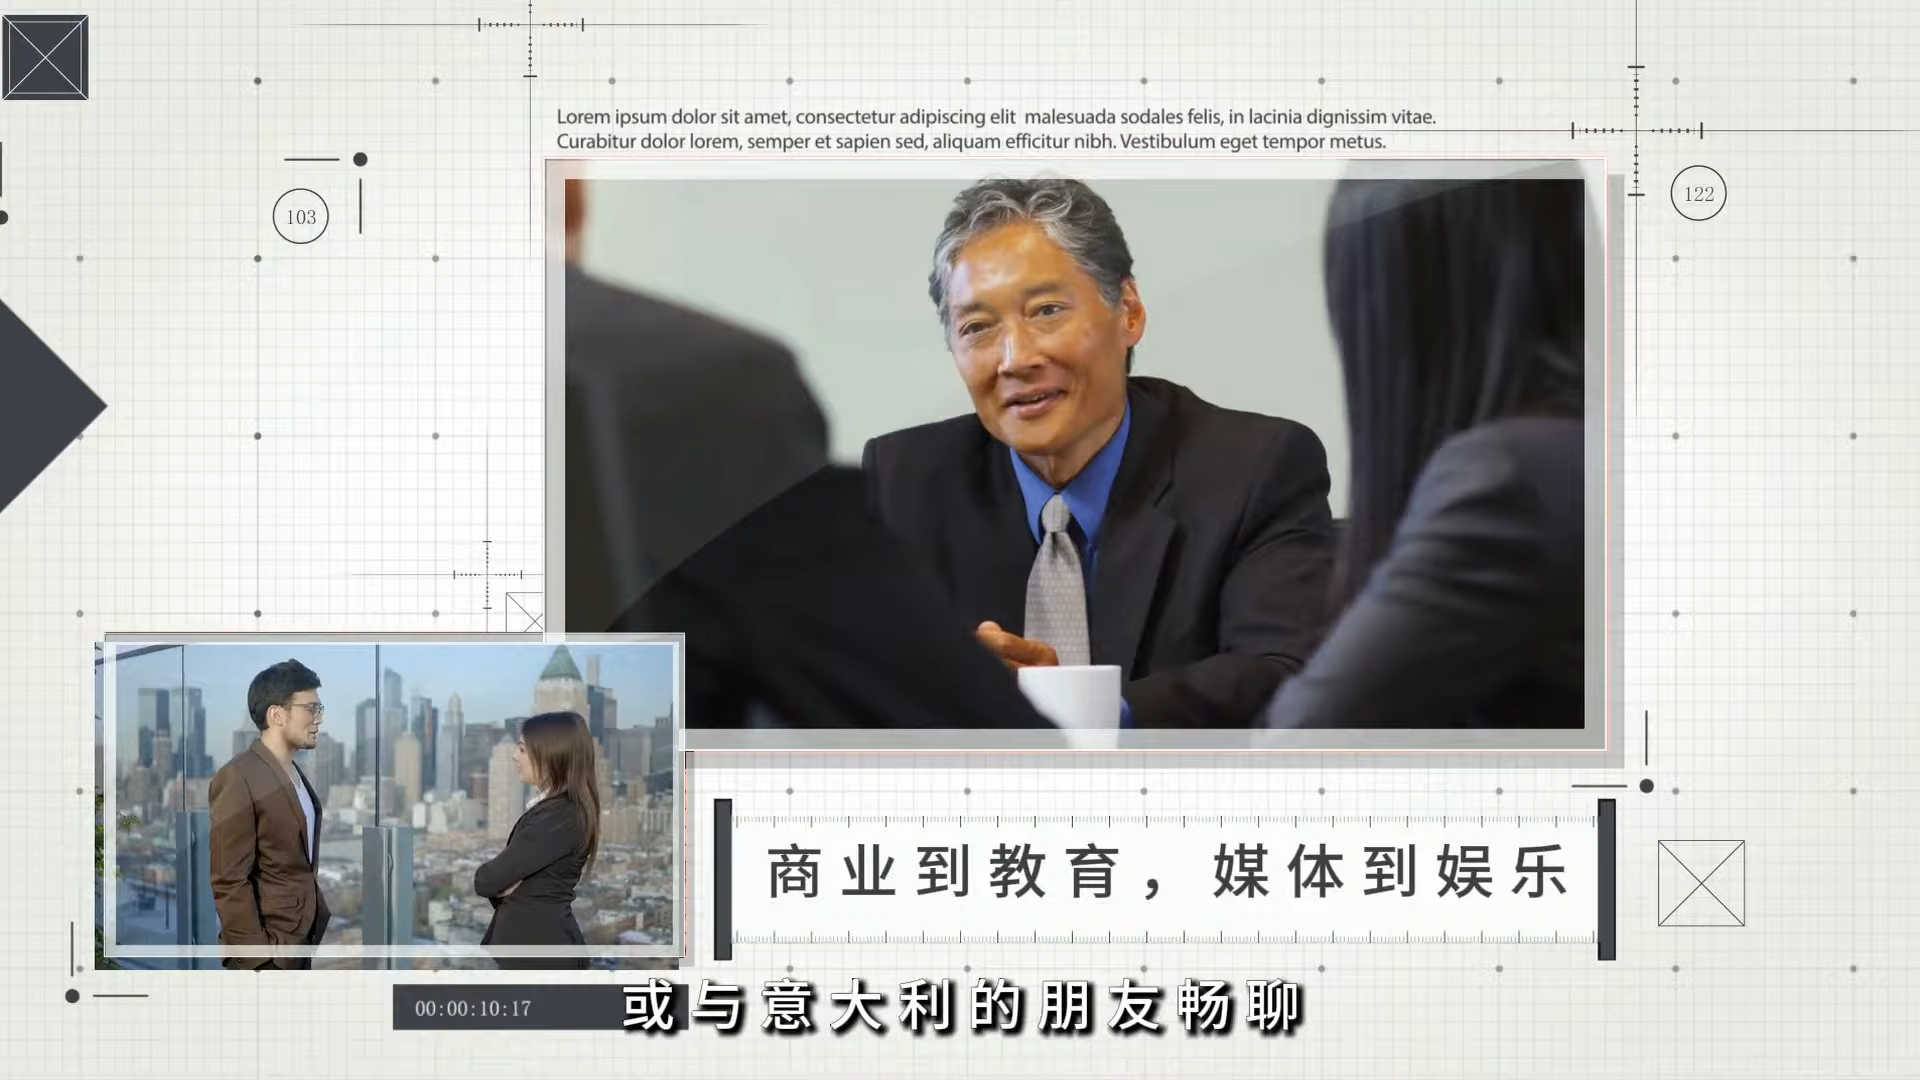 Lorem ipsum dolor sit amet, consectetur adipiscing elit malesuada sodales felis, in lacinia dignissim vitae.
Curabitur dolor lorem, semper et sapien sed, aliquam efficitur nibh. Vestibulum eget tempor metus.
103
122
商业到教育，媒体到娱乐
00:00:10:17
或与意大利的朋友畅聊